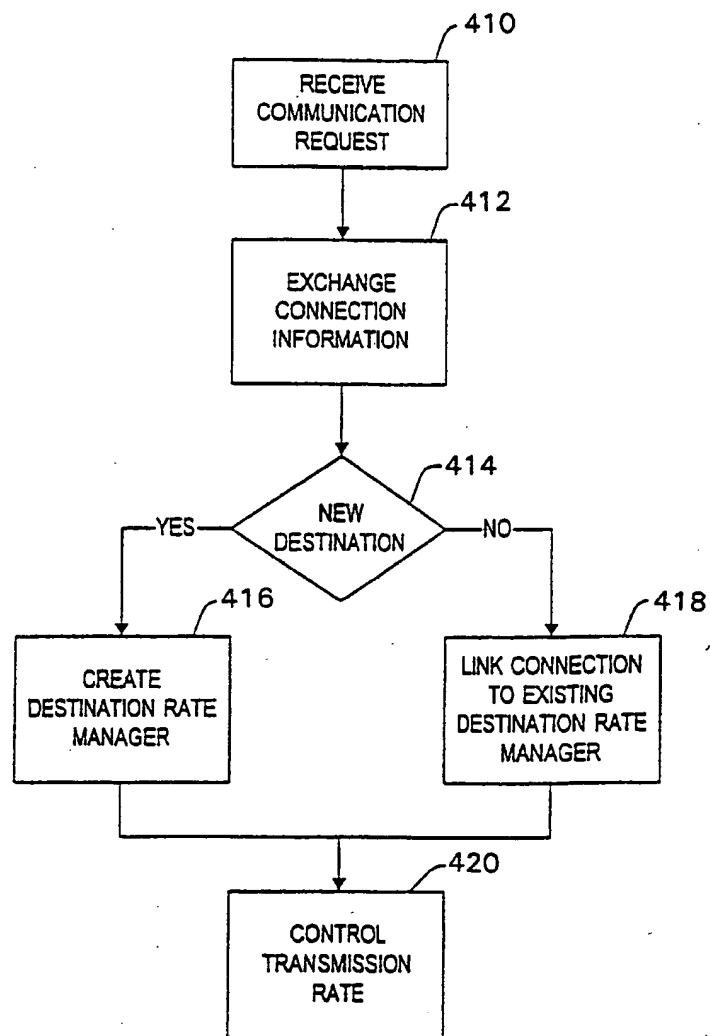 410
RECEIVE
COMMUNICATION
REQUEST
412
EXCHANGE
CONNECTION
INFORMATION
414
NEW
DESTINATION
YES
NO
416
CREATE
DESTINATION RATE
MANAGER
418
LINK CONNECTION
TO EXISTING
DESTINATION RATE
MANAGER
420
CONTROL
TRANSMISSION
RATE